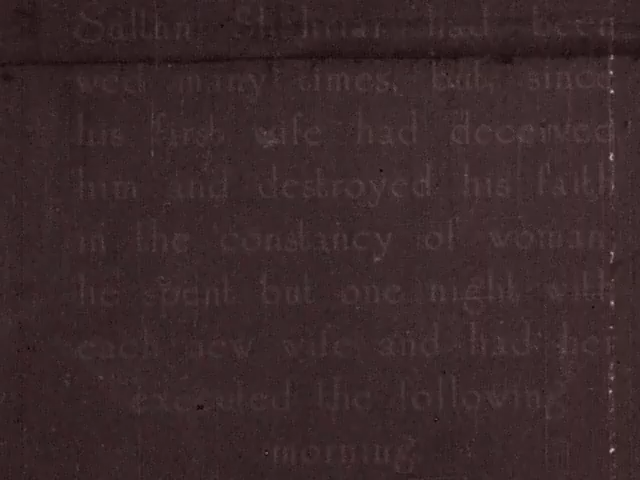 Sultan Shahriar had been
wed many times, but, since
his first wife had deceived
him and destroyed his faith
in the constancy of woman,
he spent but one night with
each new wife and had her
executed the following
morning.